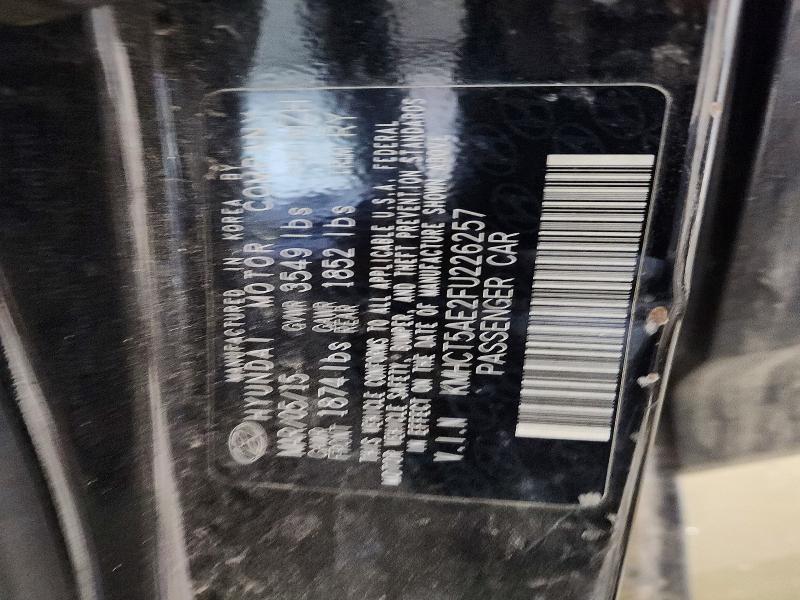 MANUFACTURED IN KOREA BY
HYUNDAI MOTOR COMPANY
MAR/05/15 GVWR 3549 lbs
GAWR FRONT 1874 lbs GAWR REAR 1852 lbs
THIS VEHICLE CONFORMS TO ALL APPLICABLE U.S.A. FEDERAL
MOTOR VEHICLE SAFETY, BUMPER, AND THEFT PREVENTION STANDARDS
IN EFFECT ON THE DATE OF MANUFACTURE SHOWN ABOVE
V.I.N KMHCT5AE2FU226257
PASSENGER CAR